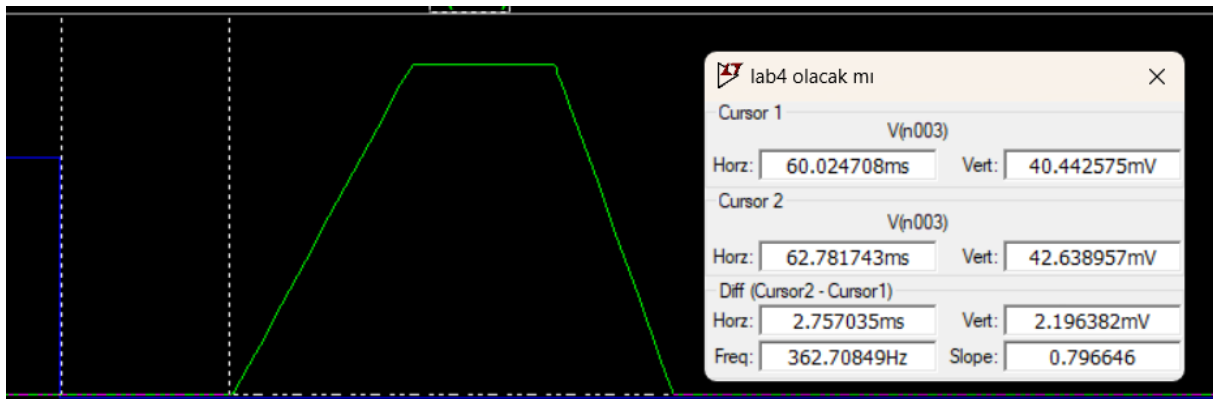 lab4 olacak mı
Cursor 1
V(n003)
Horz: 60.024708ms Vert: 40.442575mV
Cursor 2
V(n003)
Horz: 62.781743ms Vert: 42.638957mV
Diff (Cursor2 - Cursor1)
Horz: 2.757035ms Vert: 2.196382mV
Freq: 362.70849Hz Slope: 0.796646